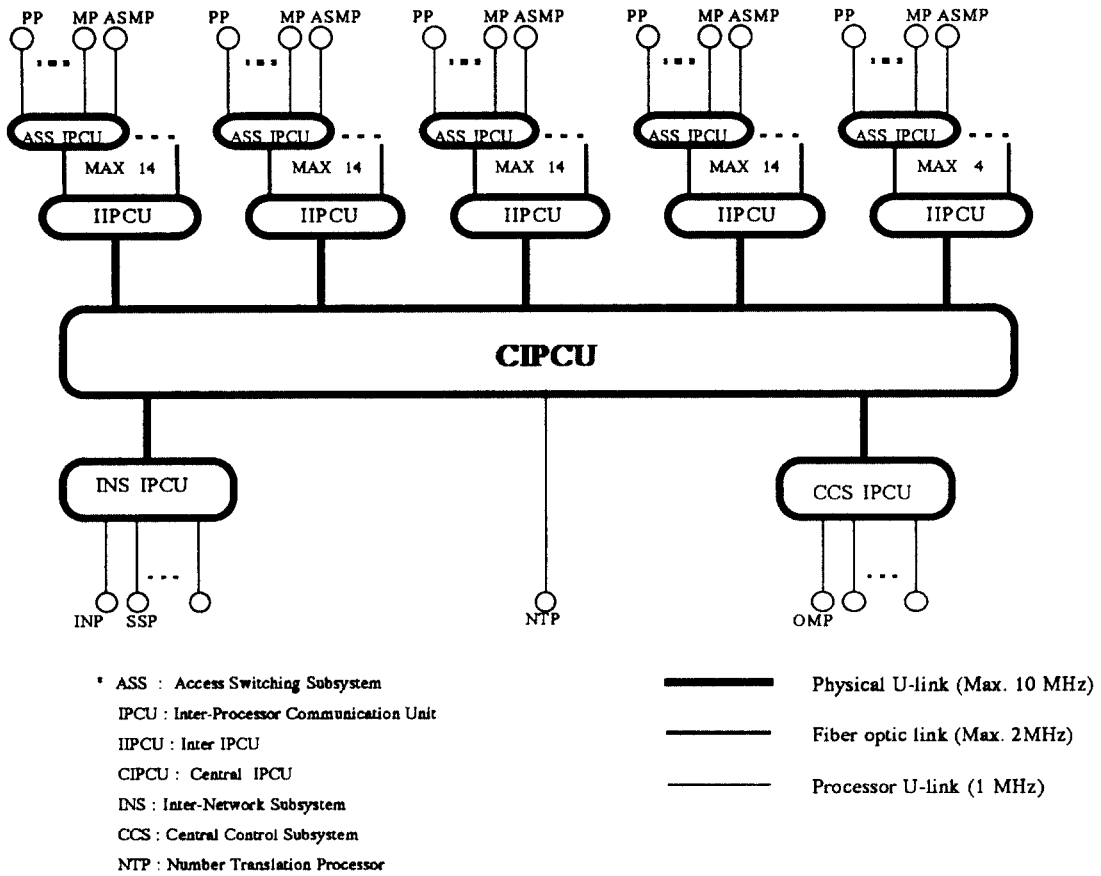 PP MP ASMP PP MP ASMP PP MP ASMP PP MP ASMP PP MP ASMP
ASS IPCU ASS IPCU ASS IPCU ASS IPCU ASS IPCU
MAX 14 MAX 14 MAX 14 MAX 14 MAX 4
IIPCU IIPCU IIPCU IIPCU IIPCU
CIPCU
INS IPCU CCS IPCU
INP SSP NTP OMP
* ASS : Access Switching Subsystem
IPCU : Inter-Processor Communication Unit
IIPCU : Inter IPCU
CIPCU : Central IPCU
INS : Inter-Network Subsystem
CCS : Central Control Subsystem
NTP : Number Translation Processor
Physical U-link (Max. 10 MHz)
Fiber optic link (Max. 2MHz)
Processor U-link (1 MHz)